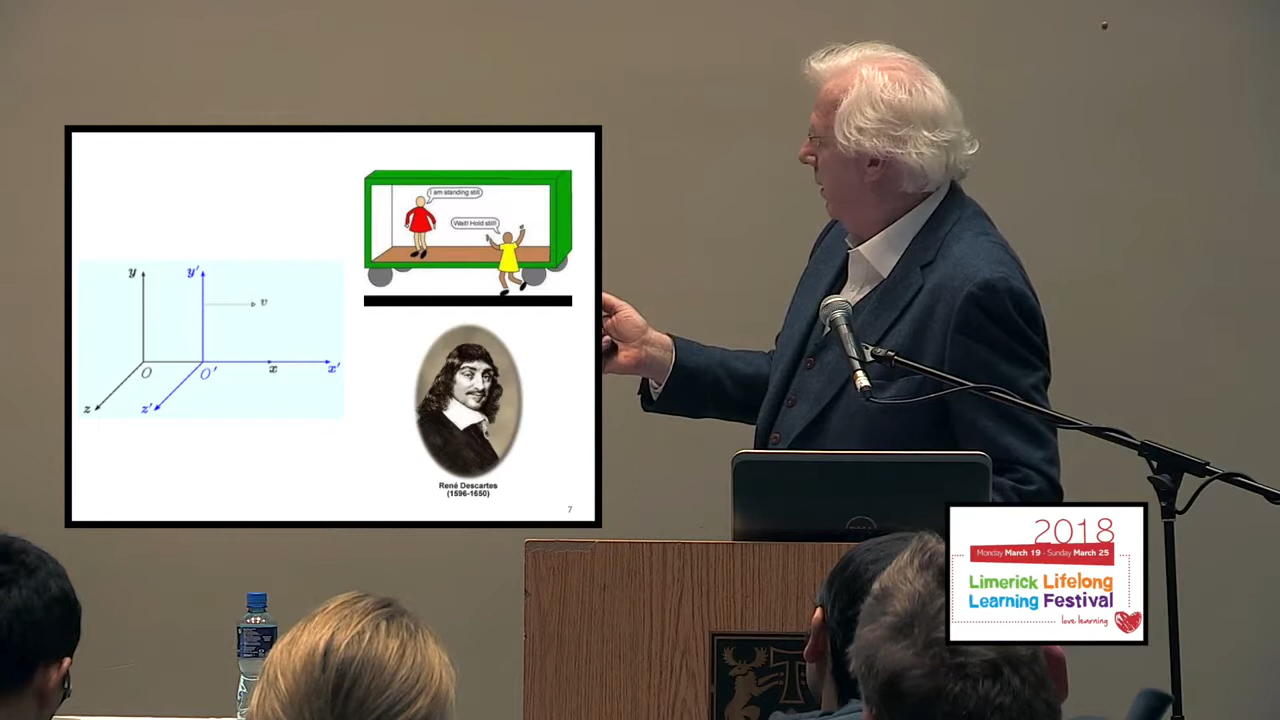 I am standing still
Wait! Hold still!
y
y'
v
O
O'
x
x'
z
z'
René Descartes
(1596-1650)
7
2018
Monday March 19 - Sunday March 25
Limerick Lifelong
Learning Festival
love learning
T